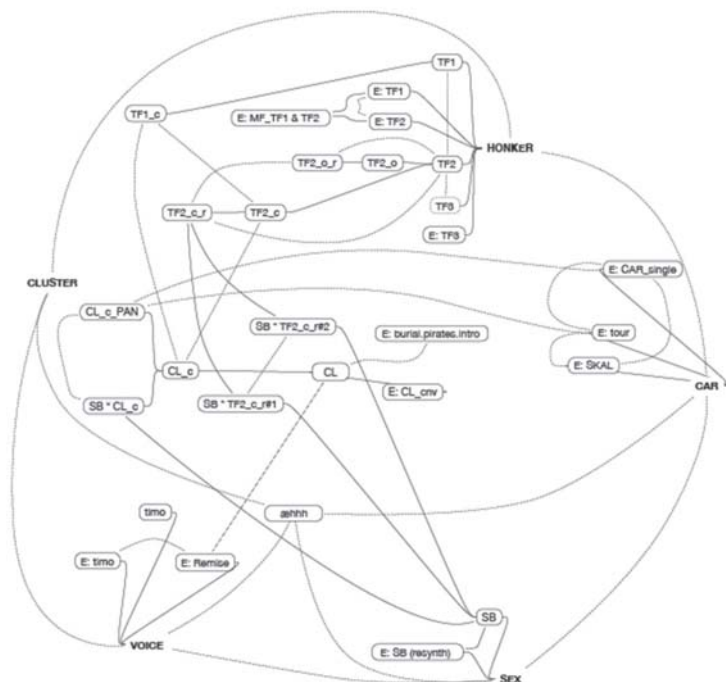 TF1
E: TF1
TF1_c
E: MF_TF1 & TF2
E: TF2
HONKER
TF2_o_r
TF2_o
TF2
TF3
TF2_c_r
TF2_c
E: TF3
E: CAR_single
CLUSTER
CL_c_PAN
SB * TF2_c_r#2
E: burial.pirates.intro
E: tour
CL_c
CL
E: SKAL
CAR
E: CL_cnv
SB * CL_c
SB * TF2_c_r#1
timo
æhhh
E: timo
E: Remise
SB
VOICE
E: SB (resynth)
SEX